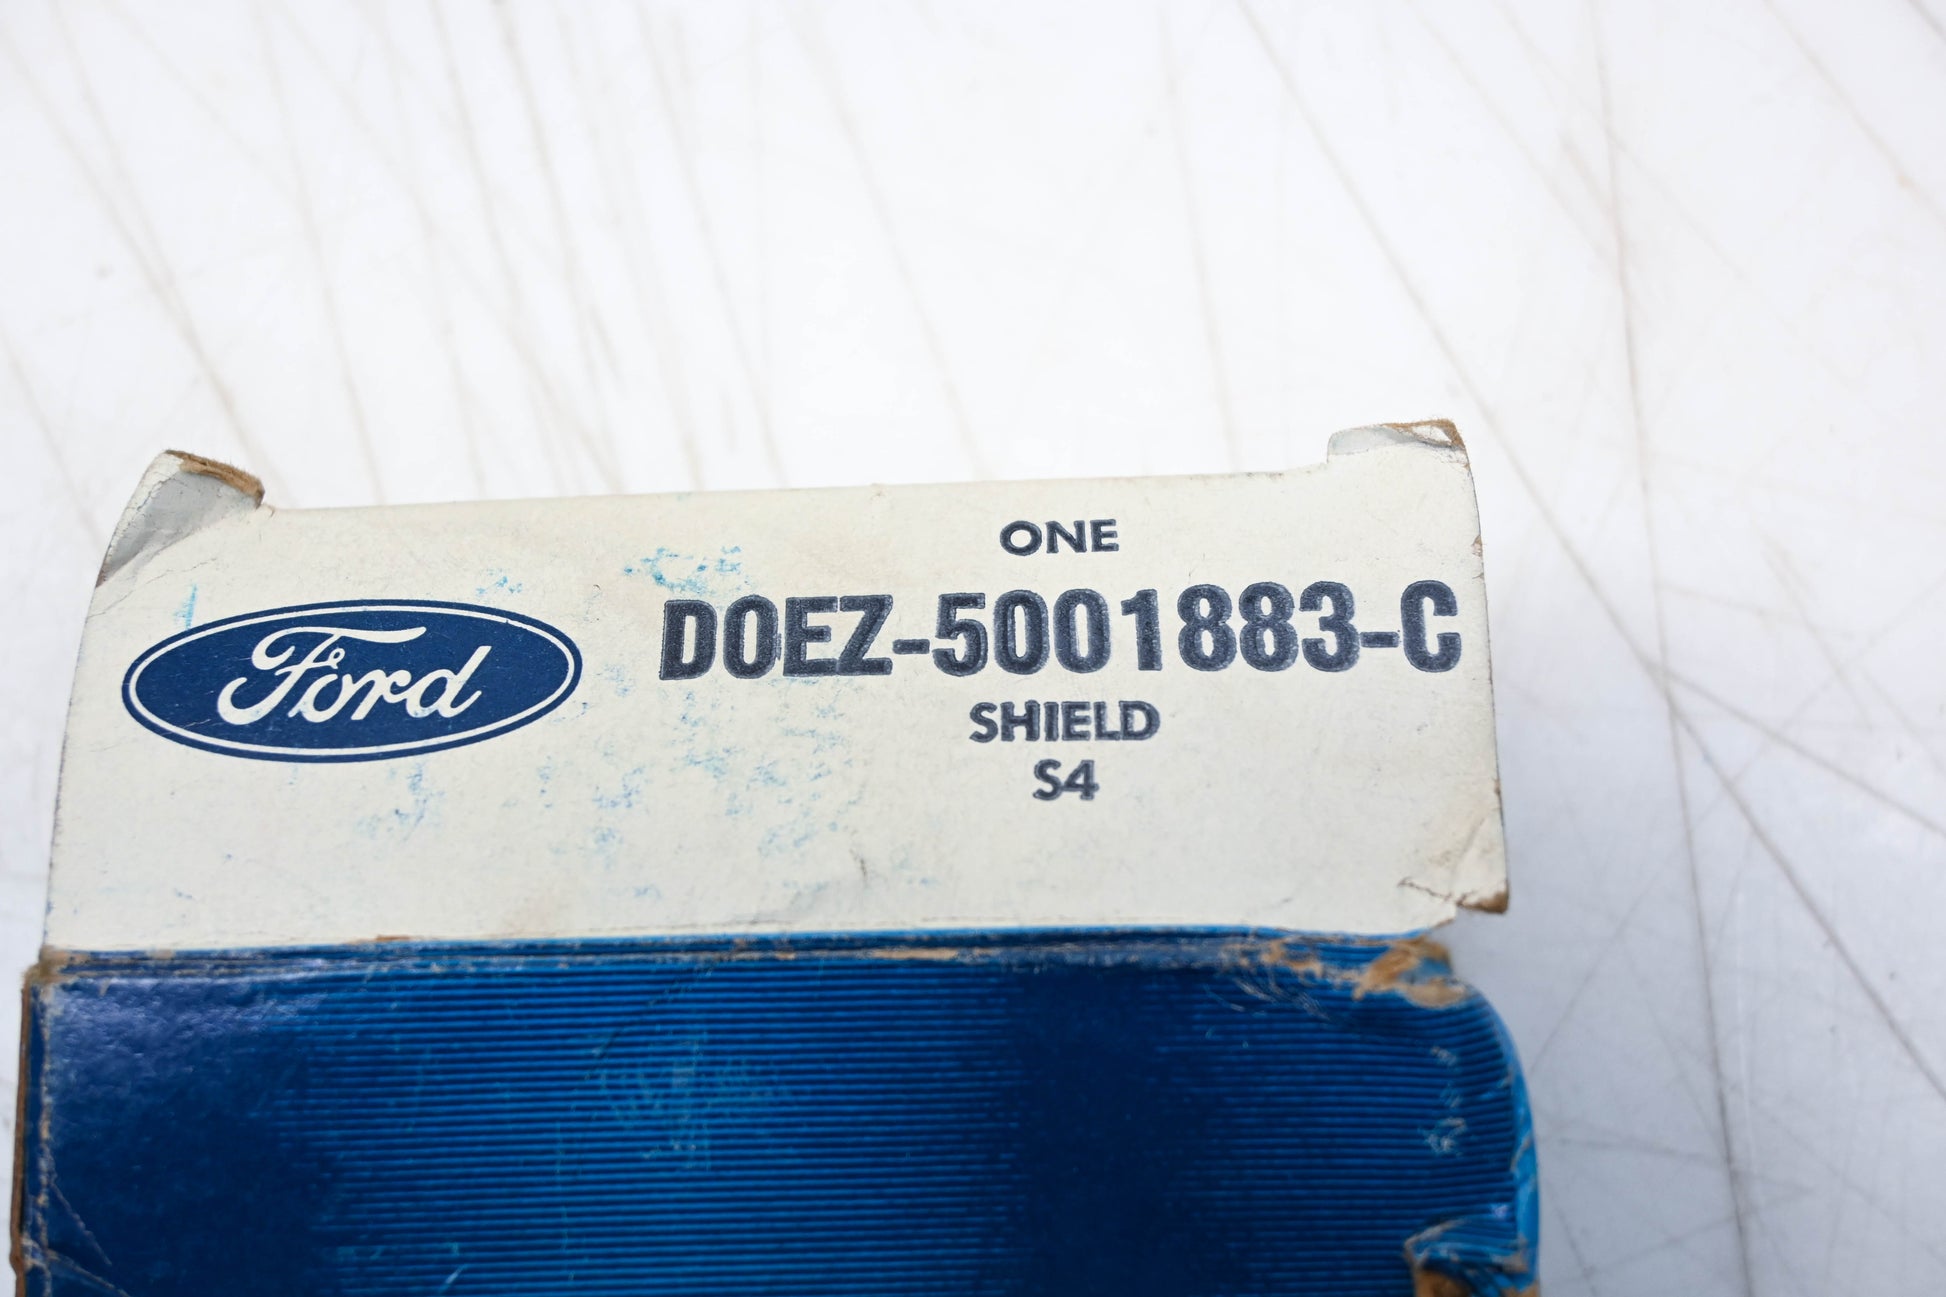 ONE
Ford
D0EZ-5001883-C
SHIELD
S4